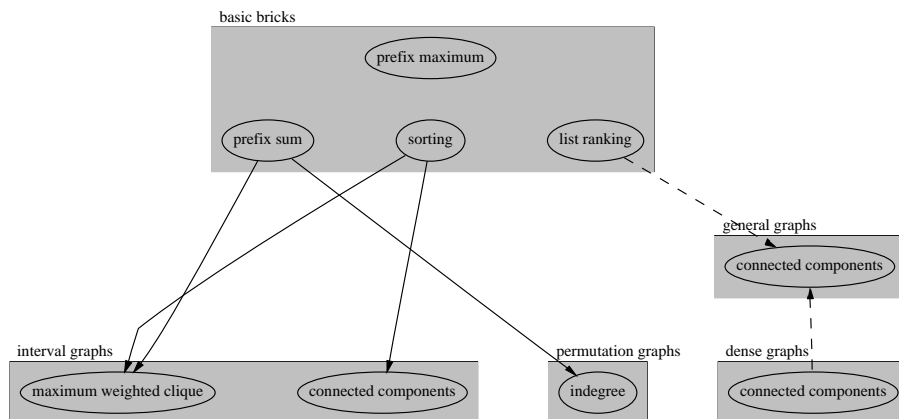 basic bricks
prefix maximum
prefix sum
sorting
list ranking
general graphs
connected components
interval graphs
permutation graphs
dense graphs
maximum weighted clique
connected components
indegree
connected components